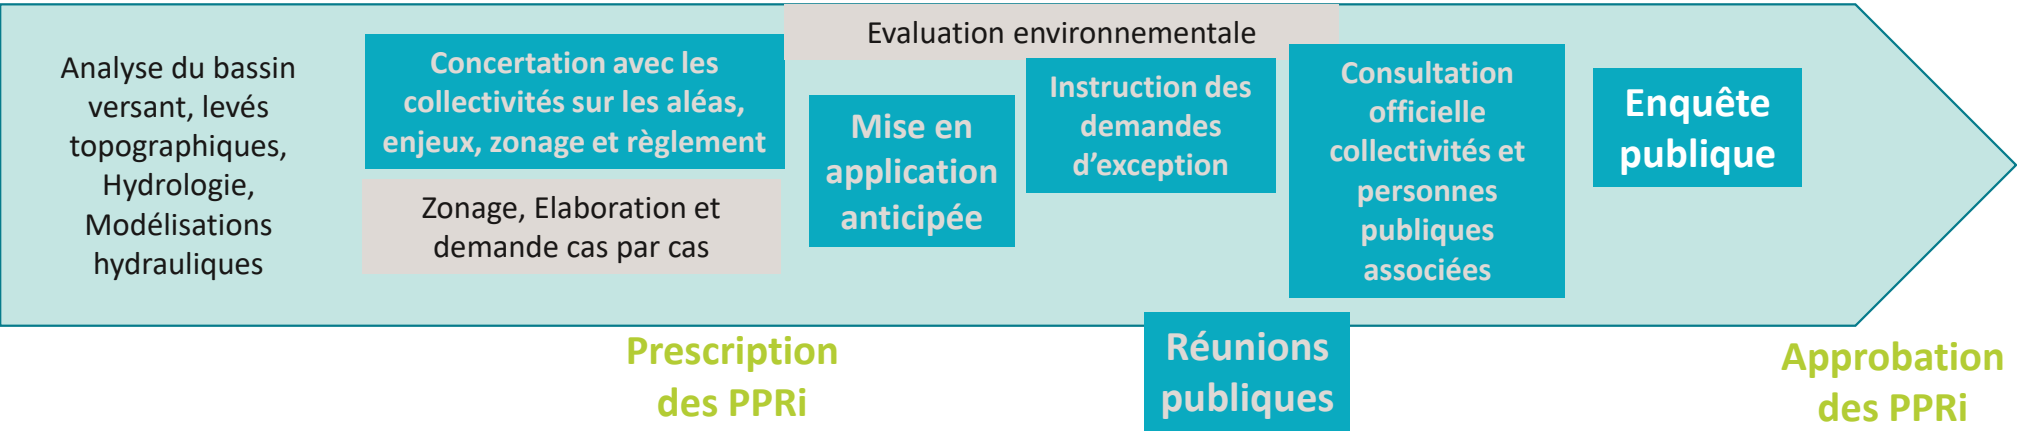 Analyse du bassin
versant, levés
topographiques,
Hydrologie,
Modélisations
hydrauliques
Concertation avec les
collectivités sur les aléas,
enjeux, zonage et règlement
Zonage, Elaboration et
demande cas par cas
Evaluation environnementale
Mise en
application
anticipée
Instruction des
demandes
d’exception
Consultation
officielle
collectivités et
personnes
publiques
associées
Enquête
publique
Prescription
des PPRi
Réunions
publiques
Approbation
des PPRi